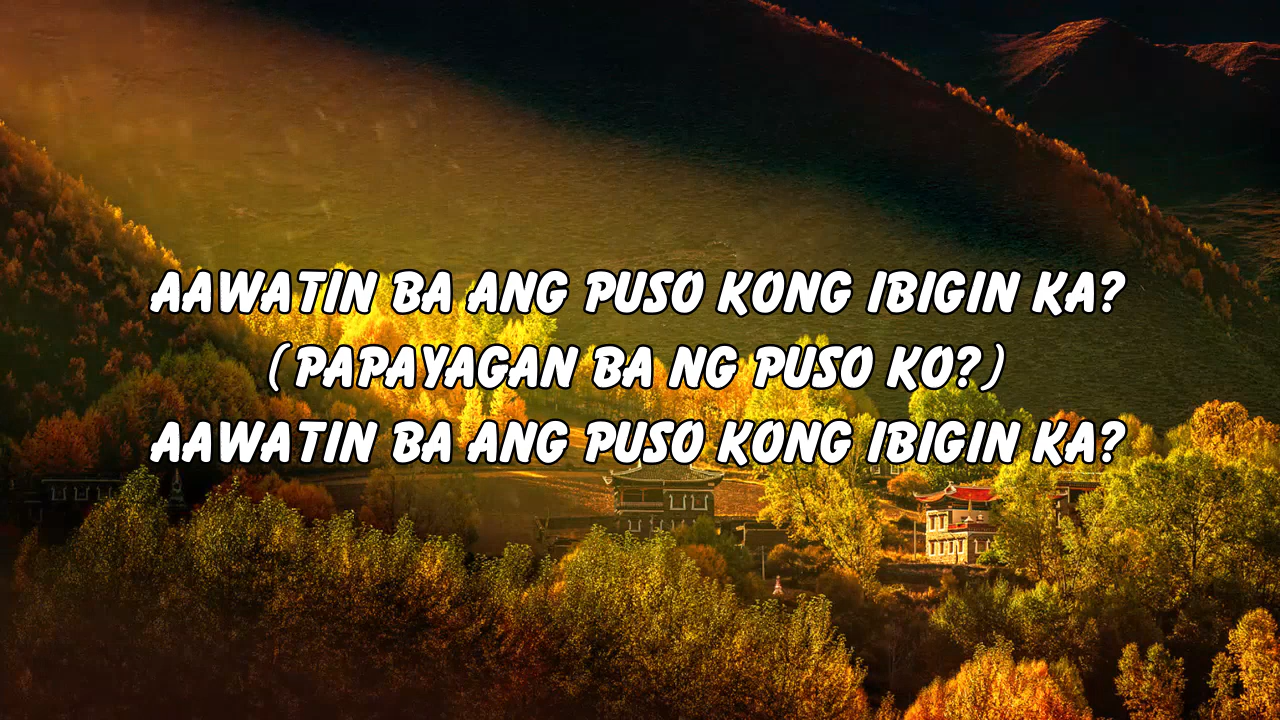 AAWATIN BA ANG PUSO KONG IBIGIN KA?
(PAPAYAGAN BA NG PUSO KO?)
AAWATIN BA ANG PUSO KONG IBIGIN KA?